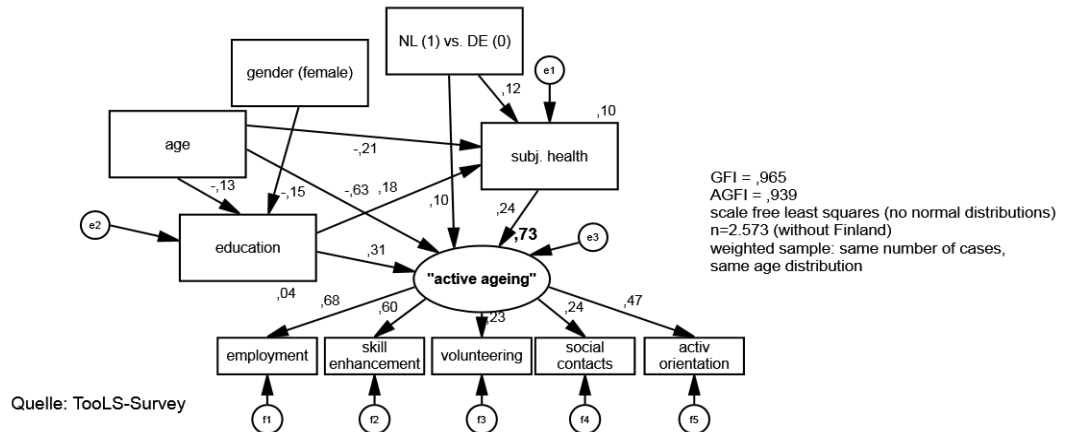 NL (1) vs. DE (0)
gender (female)
e1
,12
,10
age
-,21
subj. health
-,13
-,15
-,63
,18
,10
,24
e2
education
,31
,73
e3
"active ageing"
,04
,68
,60
,23
,24
,47
employment
skill
enhancement
volunteering
social
contacts
activ
orientation
f1
f2
f3
f4
f5
GFI = ,965
AGFI = ,939
scale free least squares (no normal distributions)
n=2.573 (without Finland)
weighted sample: same number of cases,
same age distribution
Quelle: TooLS-Survey